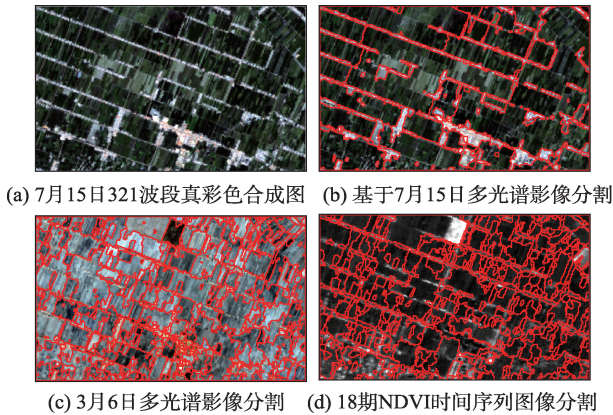 (a) 7月15日321波段真彩色合成图
(b) 基于7月15日多光谱影像分割
(c) 3月6日多光谱影像分割
(d) 18期NDVI时间序列图像分割